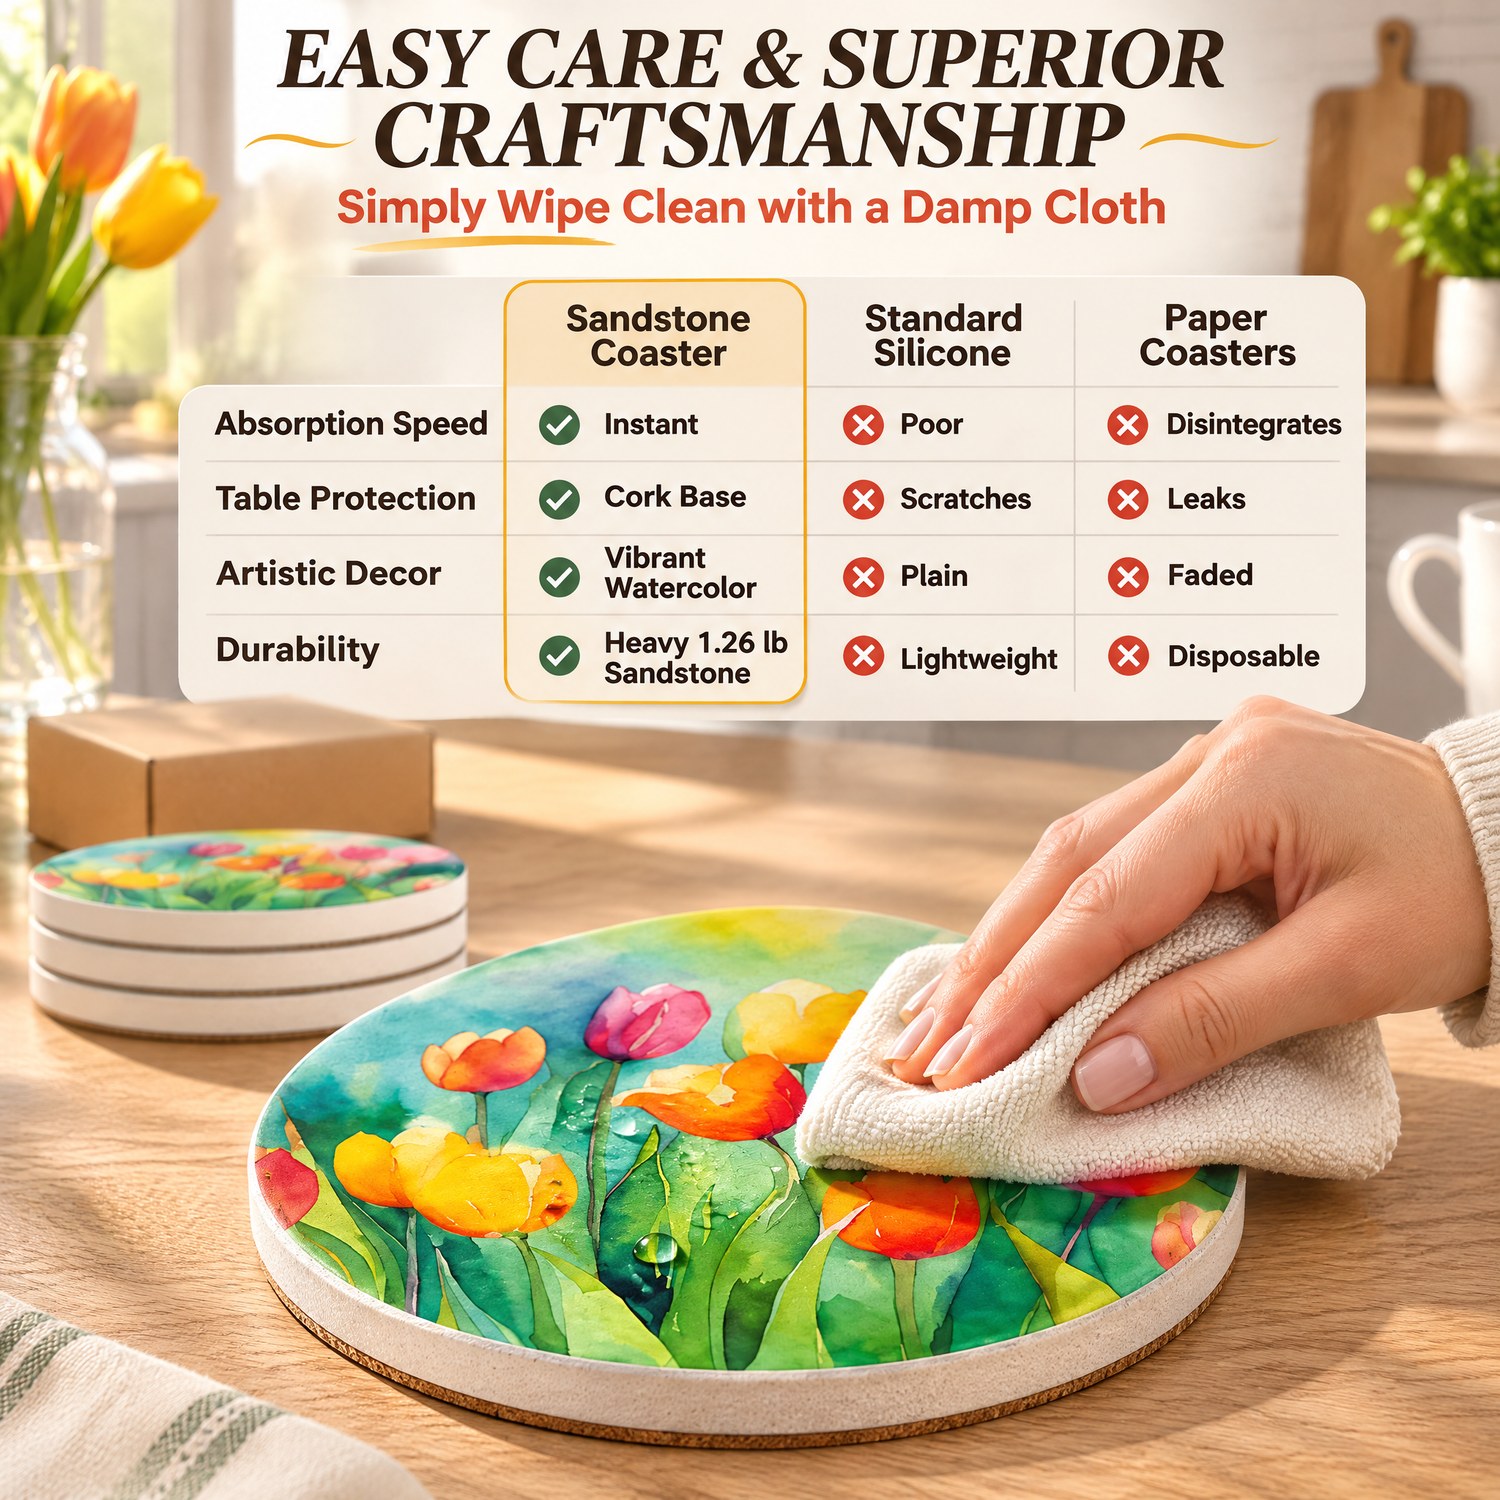 EASY CARE & SUPERIOR
CRAFTSMANSHIP
Simply Wipe Clean with a Damp Cloth
Sandstone
Coaster
Standard
Silicone
Paper
Coasters
Absorption Speed
Instant
Poor
Disintegrates
Table Protection
Cork Base
Scratches
Leaks
Artistic Decor
Vibrant
Watercolor
Plain
Faded
Durability
Heavy 1.26 lb
Sandstone
Lightweight
Disposable